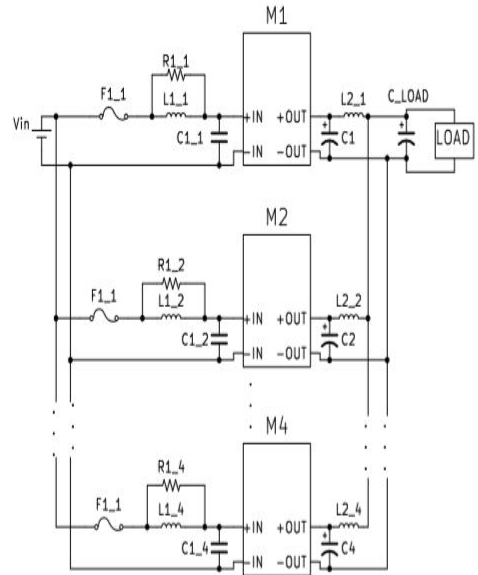 M1
R1_1
F1_1
L1_1
L2_1
C_LOAD
Vin
+IN
+OUT
C1_1
C1
LOAD
-IN
-OUT
M2
R1_2
F1_1
L1_2
L2_2
+IN
+OUT
C1_2
C2
-IN
-OUT
M4
R1_4
F1_1
L1_4
L2_4
+IN
+OUT
C1_4
C4
-IN
-OUT